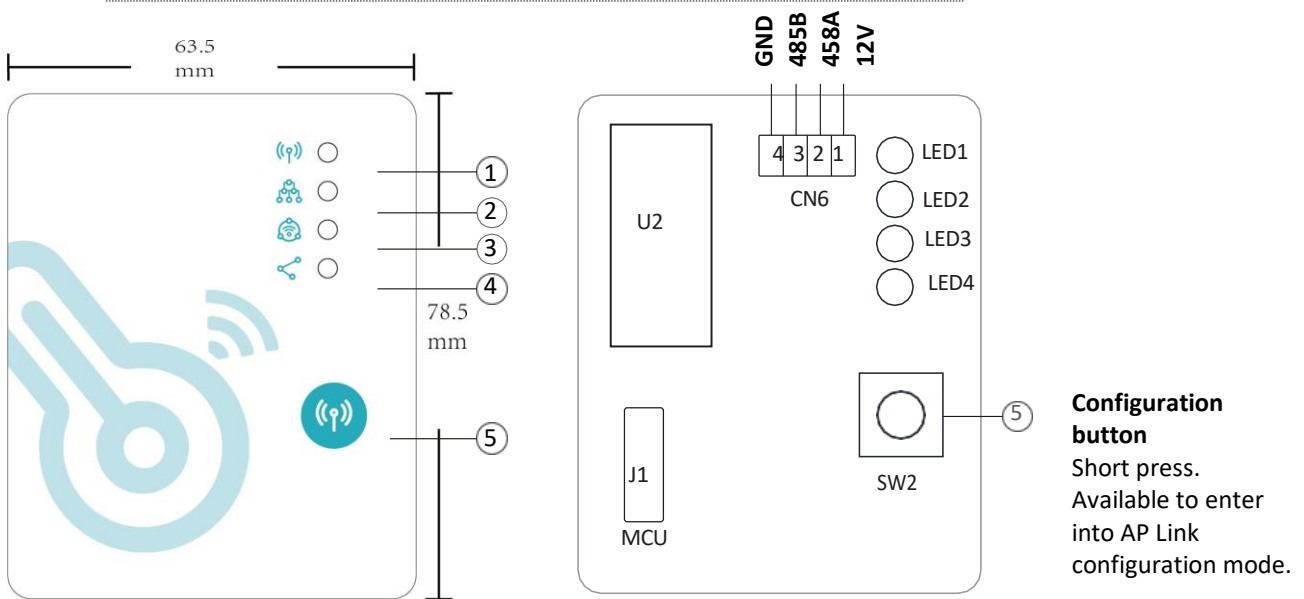 63.5
mm
1
2
3
4
78.5
mm
5
GND
485B
458A
12V
4 3 2 1
CN6
LED1
LED2
LED3
LED4
U2
J1
MCU
SW2
5
Configuration
button
Short press.
Available to enter
into AP Link
configuration mode.